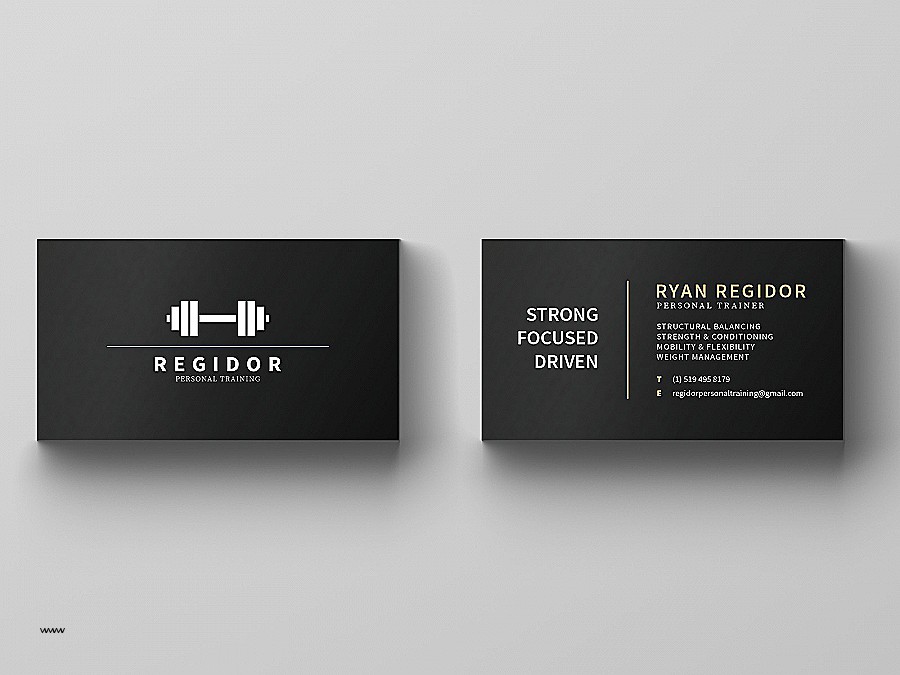 REGIDOR
PERSONAL TRAINING
STRONG
FOCUSED
DRIVEN
RYAN REGIDOR
PERSONAL TRAINER
STRUCTURAL BALANCING
STRENGTH & CONDITIONING
MOBILITY & FLEXIBILITY
WEIGHT MANAGEMENT
T (1) 519 495 8179
E regidorpersonaltraining@gmail.com
www